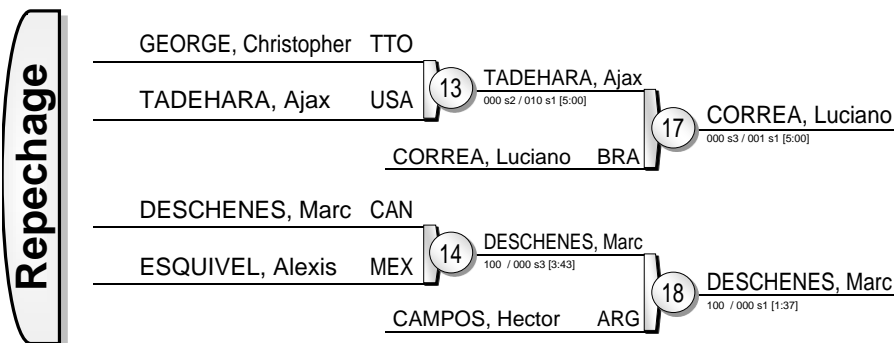 Repechage
GEORGE, Christopher TTO
TADEHARA, Ajax USA
13
TADEHARA, Ajax
000 s2 / 010 s1 [5:00]
CORREA, Luciano BRA
17
CORREA, Luciano
000 s3 / 001 s1 [5:00]
DESCHENES, Marc CAN
ESQUIVEL, Alexis MEX
14
DESCHENES, Marc
100 / 000 s3 [3:43]
CAMPOS, Hector ARG
18
DESCHENES, Marc
100 / 000 s1 [1:37]